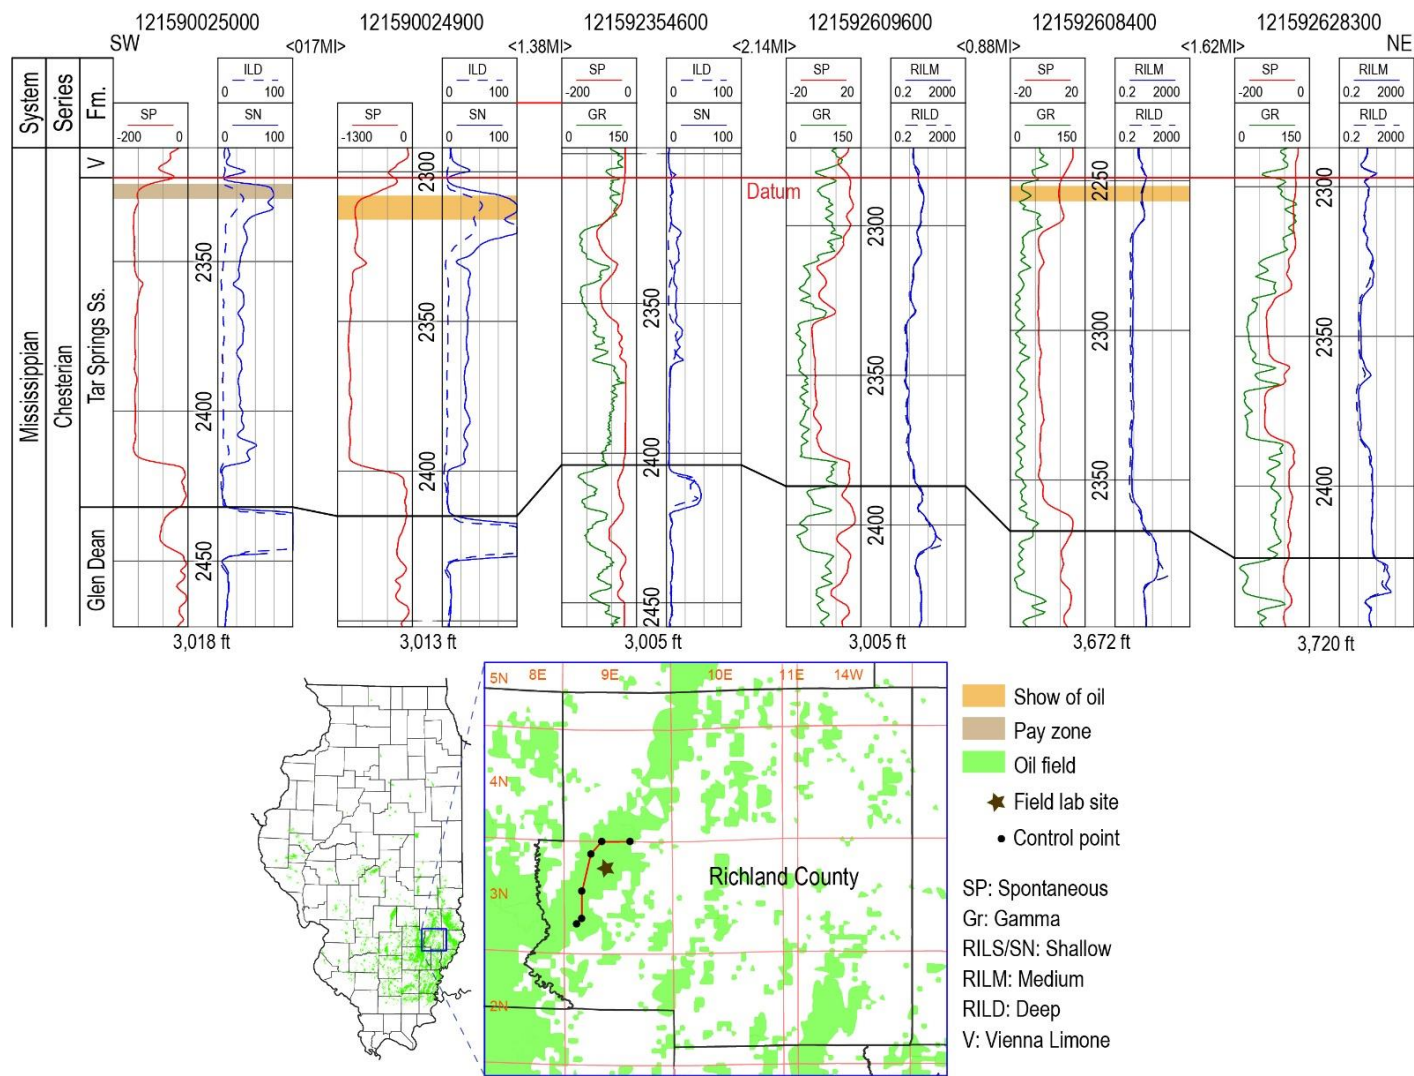 121590025000 121590024900 121592354600 121592609600 121592608400 121592628300
SW <017MI> <1.38MI> <2.14MI> <0.88MI> <1.62MI> NE
System Series Fm.
ILD ILD SP SP RILM SP RILM SP RILM
0 100 0 100 -200 0 -20 20 0.2 2000 -20 20 0.2 2000 -200 0 0.2 2000
SP SN SP SN GR ILD GR RILD GR RILD GR RILD
-200 0 0 100 -1300 0 0 100 0 150 0 100 0 150 0.2 2000 0 150 0.2 2000 0 150 0.2 2000
Mississippian
Chesterian
V
Tar Springs Ss.
Glen Dean
Datum
2350 2400 2450
2300 2350 2400
2350 2400 2450
2300 2350 2400
2250 2300 2350
2300 2350 2400
3,018 ft 3,013 ft 3,005 ft 3,005 ft 3,672 ft 3,720 ft
5N 8E 9E 10E 11E 14W
4N
3N
2N
Richland County
Show of oil
Pay zone
Oil field
Field lab site
Control point
SP: Spontaneous
Gr: Gamma
RILS/SN: Shallow
RILM: Medium
RILD: Deep
V: Vienna Limone